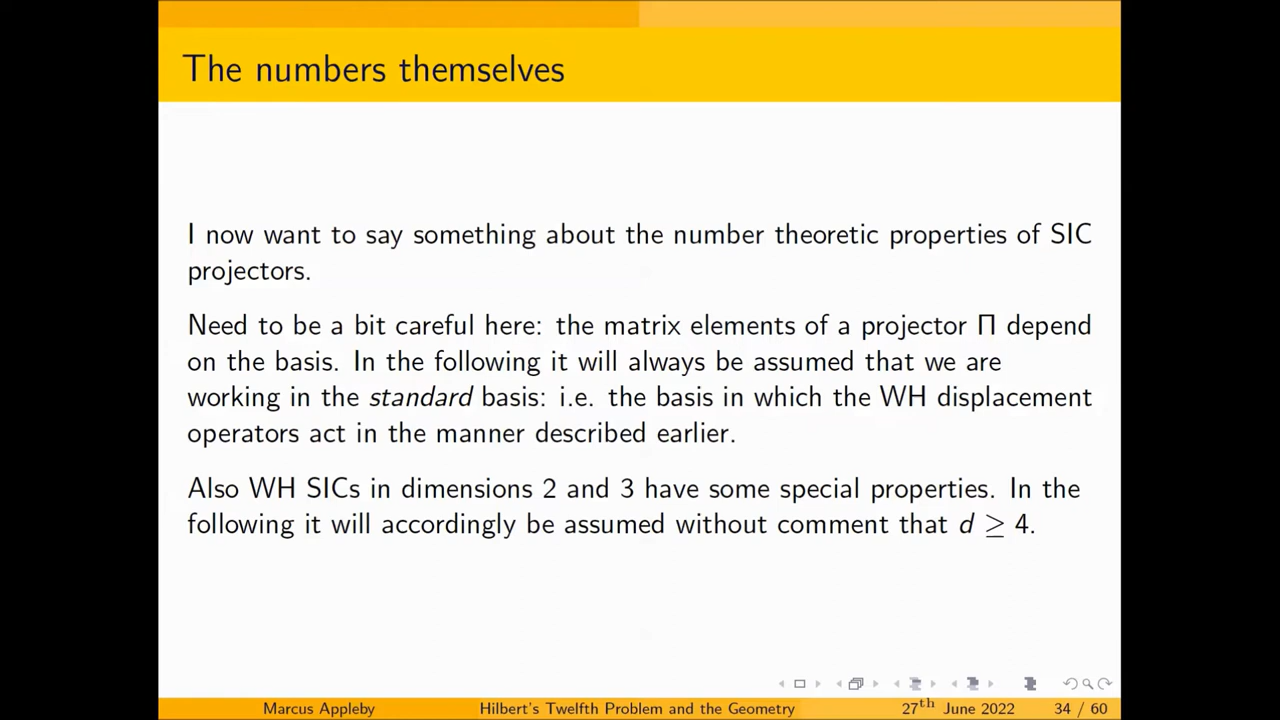 The numbers themselves
I now want to say something about the number theoretic properties of SIC
projectors.
Need to be a bit careful here: the matrix elements of a projector Π depend
on the basis. In the following it will always be assumed that we are
working in the standard basis: i.e. the basis in which the WH displacement
operators act in the manner described earlier.
Also WH SICs in dimensions 2 and 3 have some special properties. In the
following it will accordingly be assumed without comment that d ≥ 4.
Marcus Appleby Hilbert's Twelfth Problem and the Geometry 27th June 2022 34 / 60